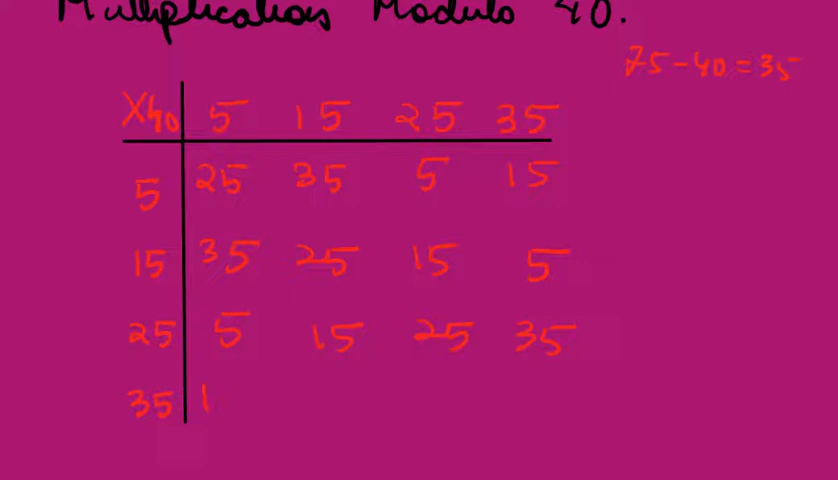 Multiplication Modulo 40.
75-40=35
X40 5 15 25 35
5 25 35 5 15
15 35 25 15 5
25 5 15 25 35
35 1